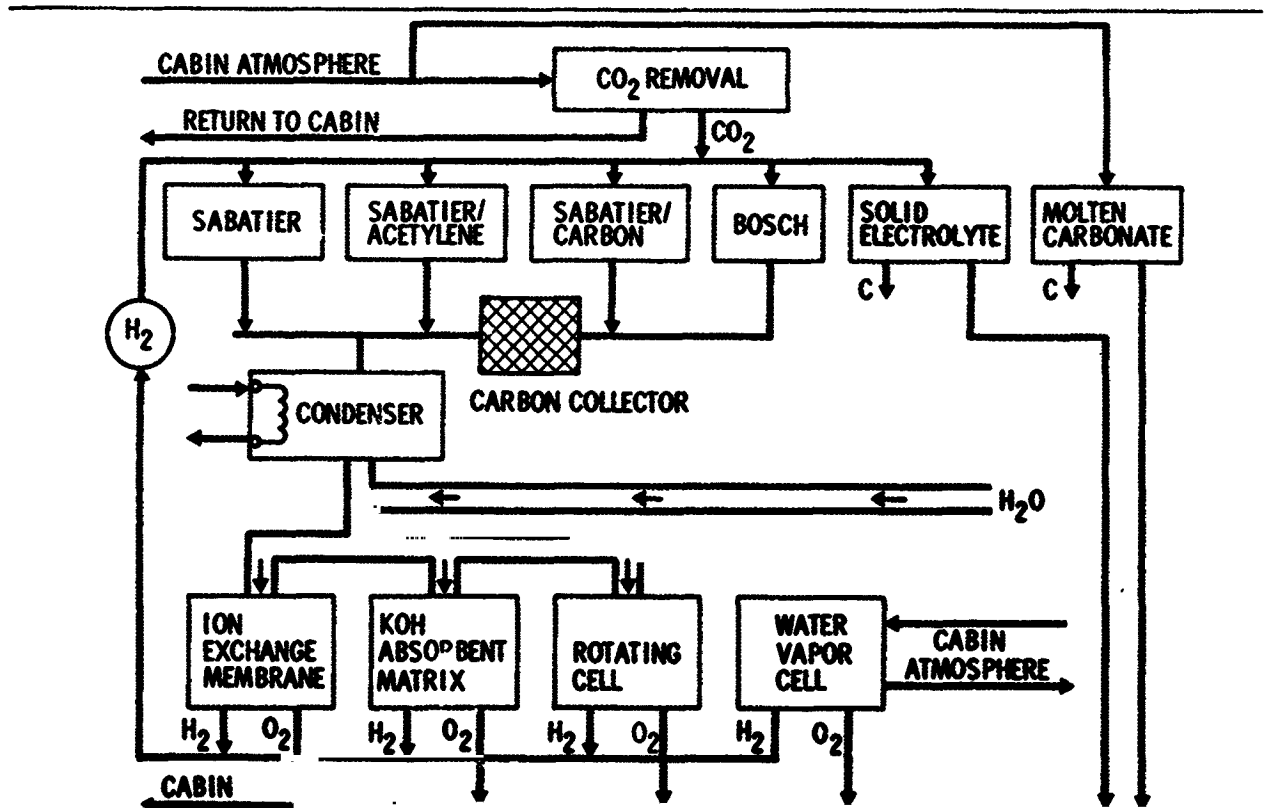 CABIN ATMOSPHERE
CO2 REMOVAL
RETURN TO CABIN
CO2
SABATIER
SABATIER/
ACETYLENE
SABATIER/
CARBON
BOSCH
SOLID
ELECTROLYTE
MOLTEN
CARBONATE
C
C
H2
CONDENSER
CARBON COLLECTOR
H2O
ION
EXCHANGE
MEMBRANE
KOH
ABSORBENT
MATRIX
ROTATING
CELL
WATER
VAPOR
CELL
CABIN
ATMOSPHERE
H2
O2
H2
O2
H2
O2
H2
O2
CABIN